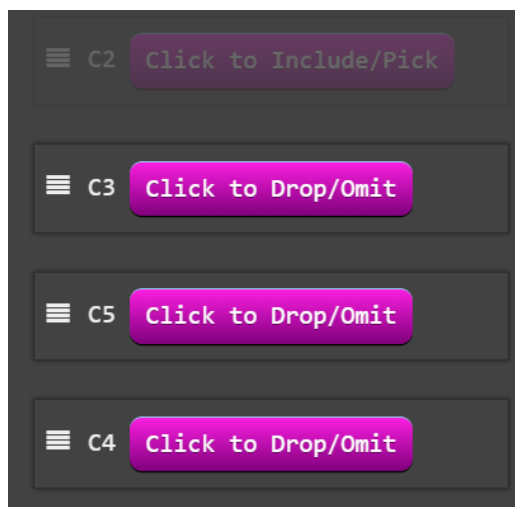 C2 Click to Include/Pick
C3 Click to Drop/Omit
C5 Click to Drop/Omit
C4 Click to Drop/Omit